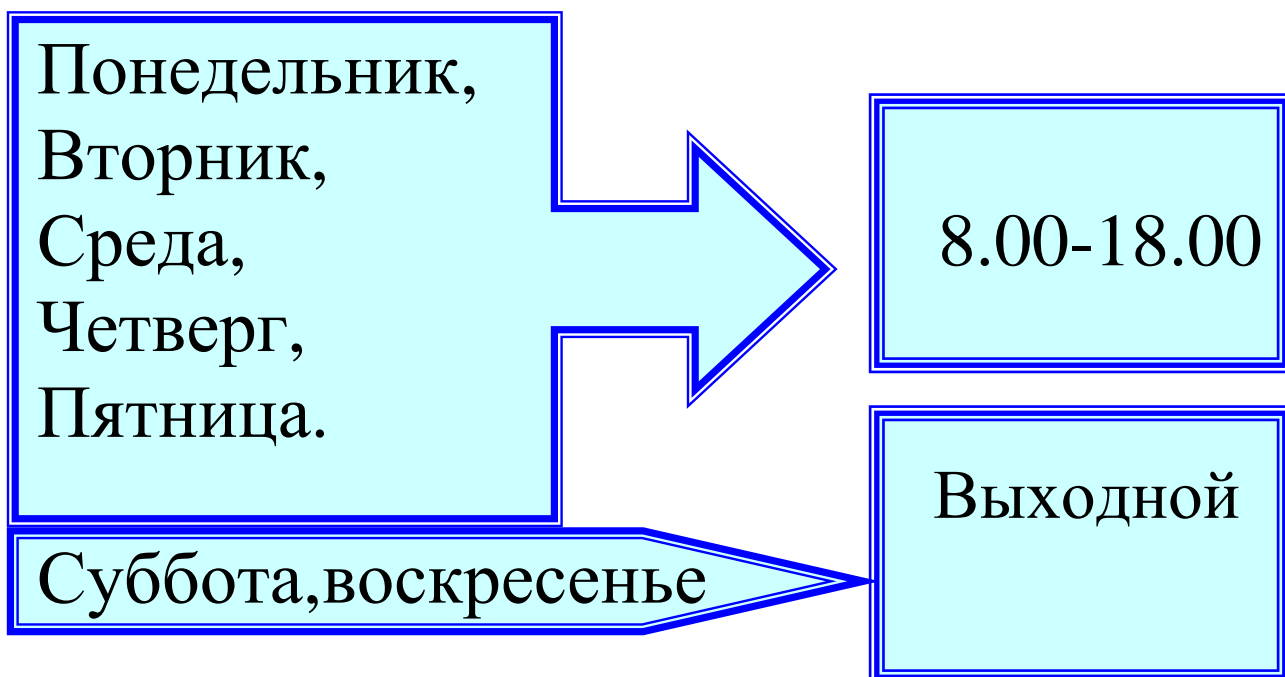 Понедельник,
Вторник,
Среда,
Четверг,
Пятница.
8.00-18.00
Суббота,воскресенье
Выходной